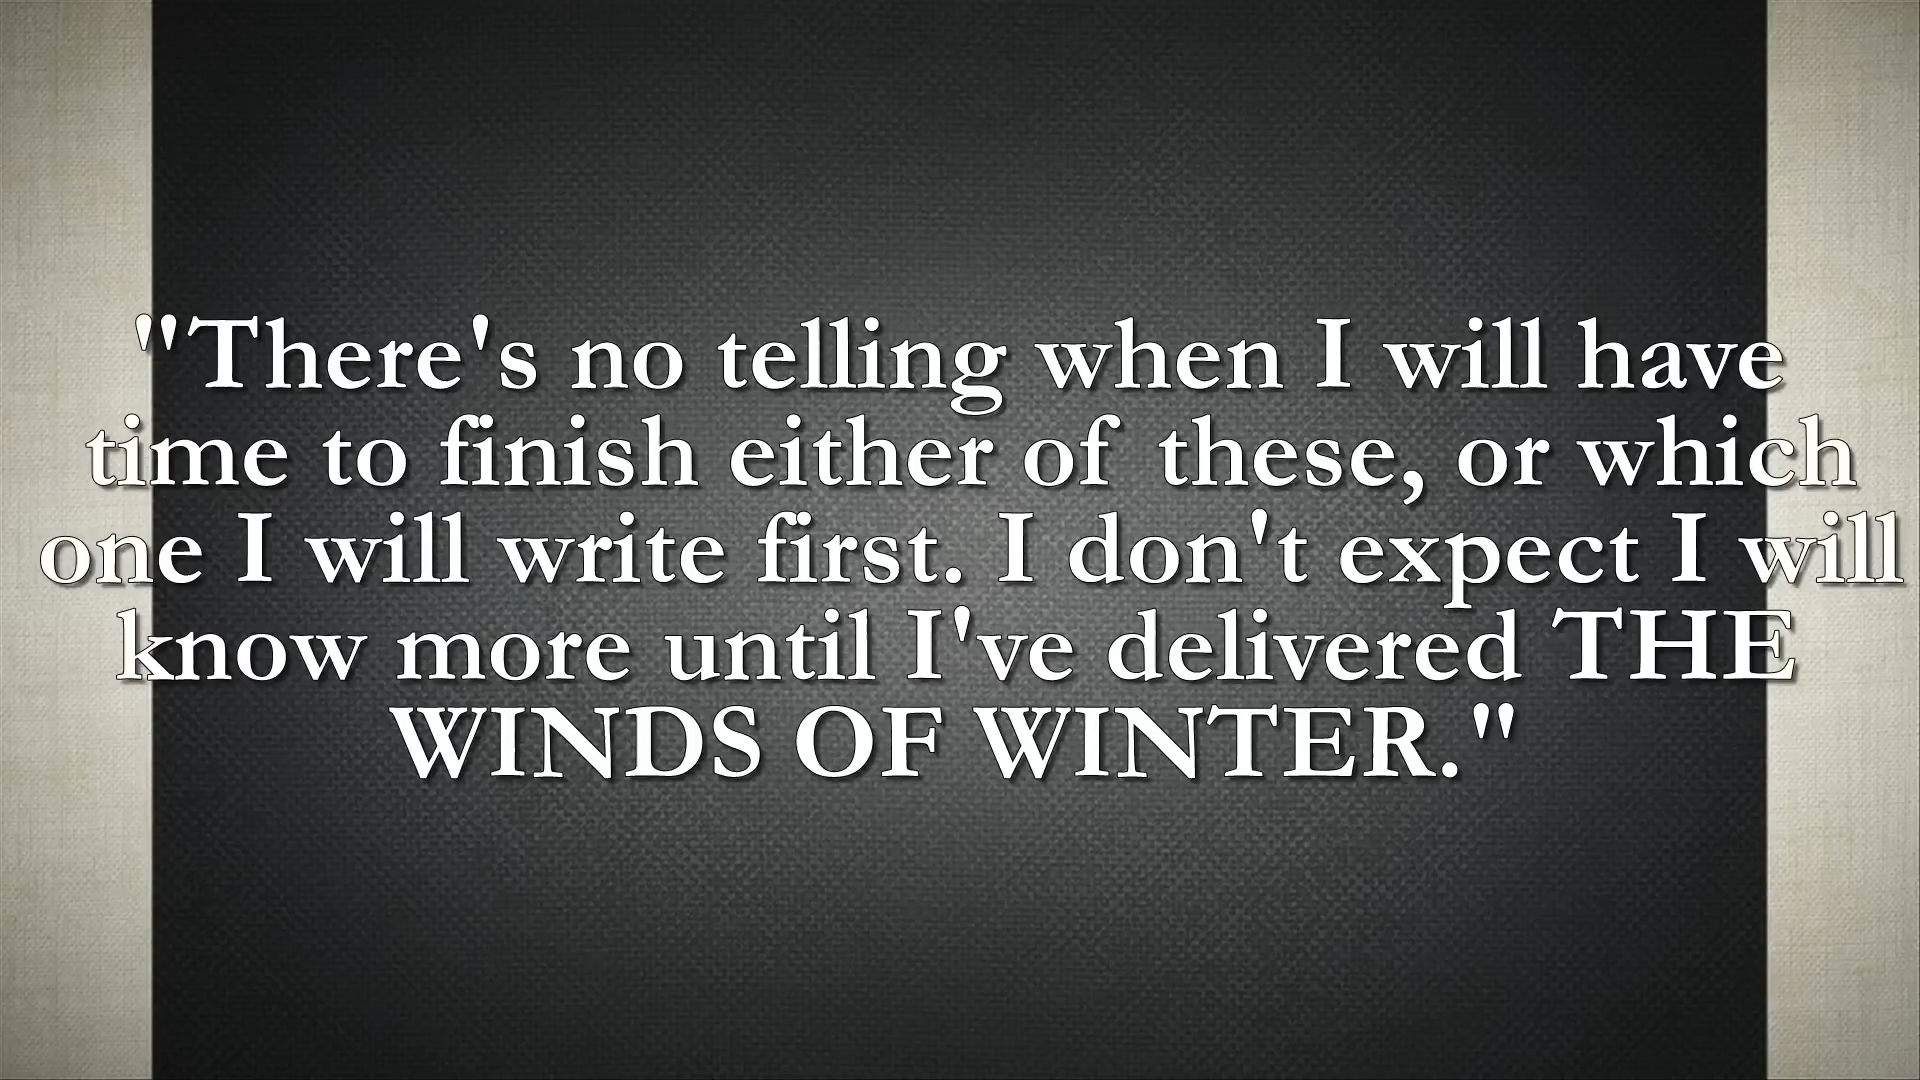 "There's no telling when I will have
time to finish either of these, or which
one I will write first. I don't expect I will
know more until I've delivered THE
WINDS OF WINTER."